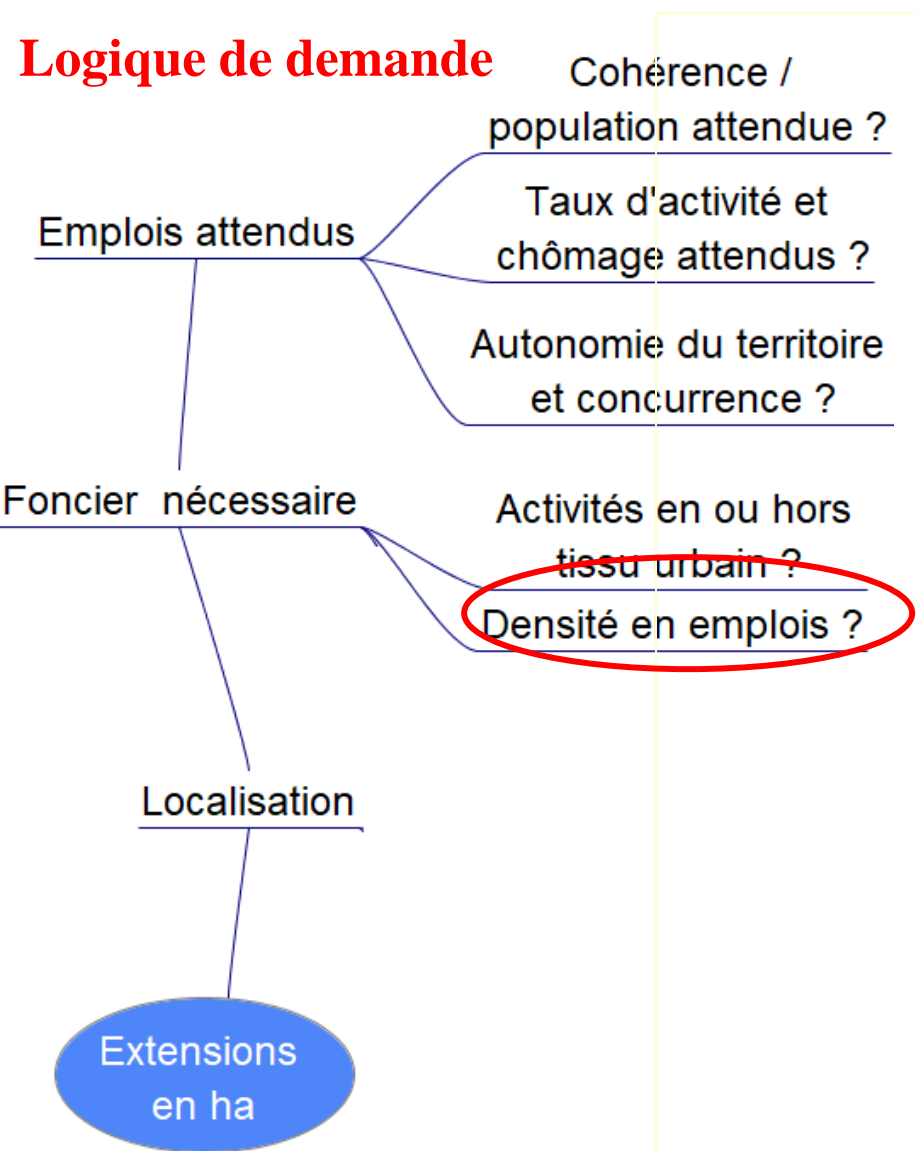 Logique de demande
Cohérence /
population attendue ?
Taux d'activité et
chômage attendus ?
Emplois attendus
Autonomie du territoire
et concurrence ?
Foncier nécessaire
Activités en ou hors
tissu urbain ?
Densité en emplois ?
Localisation
Extensions
en ha